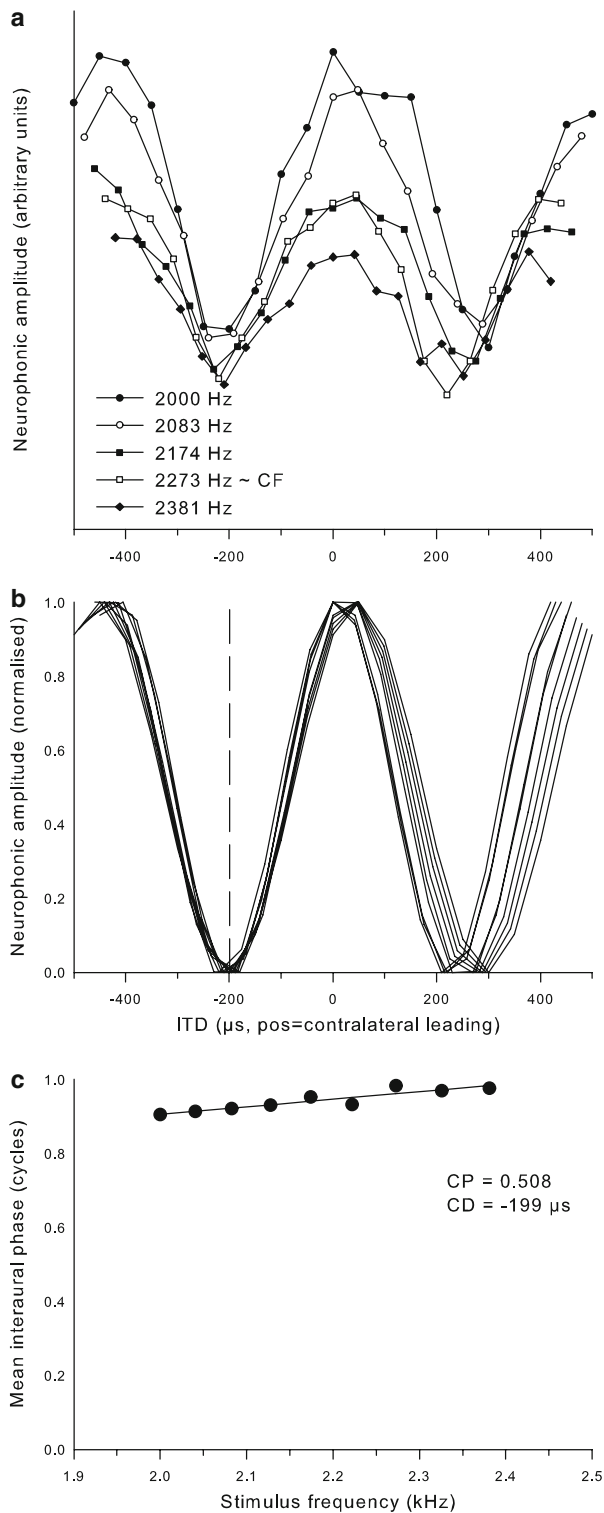 a
Neurophonic amplitude (arbitrary units)
2000 Hz
2083 Hz
2174 Hz
2273 Hz ~ CF
2381 Hz
-400 -200 0 200 400
b
Neurophonic amplitude (normalised)
1.0
0.8
0.6
0.4
0.2
0.0
-400 -200 0 200 400
ITD (µs, pos=contralateral leading)
c
Mean interaural phase (cycles)
1.0
0.8
0.6
0.4
0.2
0.0
CP = 0.508
CD = -199 µs
1.9 2.0 2.1 2.2 2.3 2.4 2.5
Stimulus frequency (kHz)